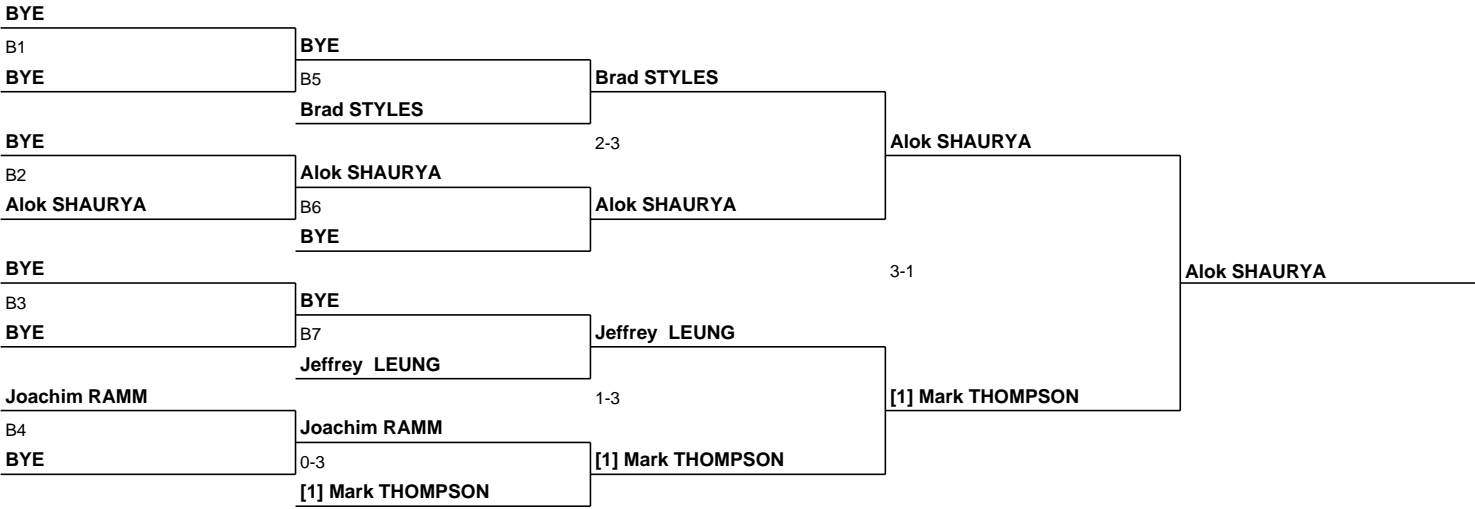 BYE
B1
BYE
BYE
B5
Brad STYLES
Brad STYLES
BYE
B2
Alok SHAURYA
Alok SHAURYA
B6
BYE
Alok SHAURYA
2-3
Alok SHAURYA
BYE
B3
BYE
BYE
B7
Jeffrey LEUNG
Jeffrey LEUNG
Joachim RAMM
B4
BYE
Joachim RAMM
0-3
[1] Mark THOMPSON
[1] Mark THOMPSON
1-3
[1] Mark THOMPSON
3-1
Alok SHAURYA